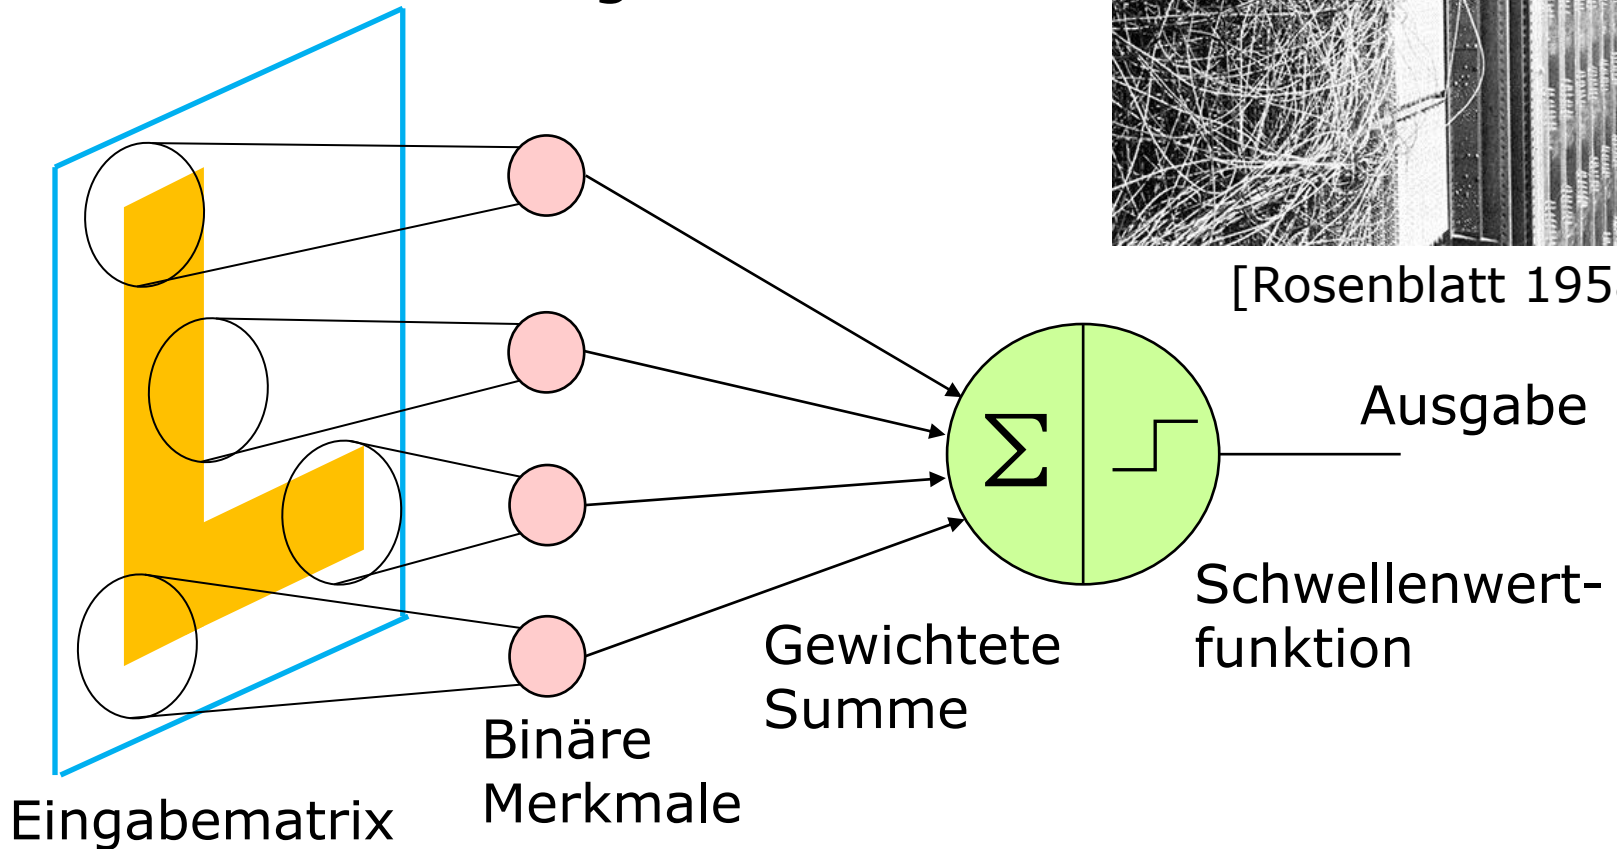 [Rosenblatt 195
Ausgabe
Σ
Schwellenwert-
funktion
Gewichtete
Summe
Binäre
Merkmale
Eingabematrix